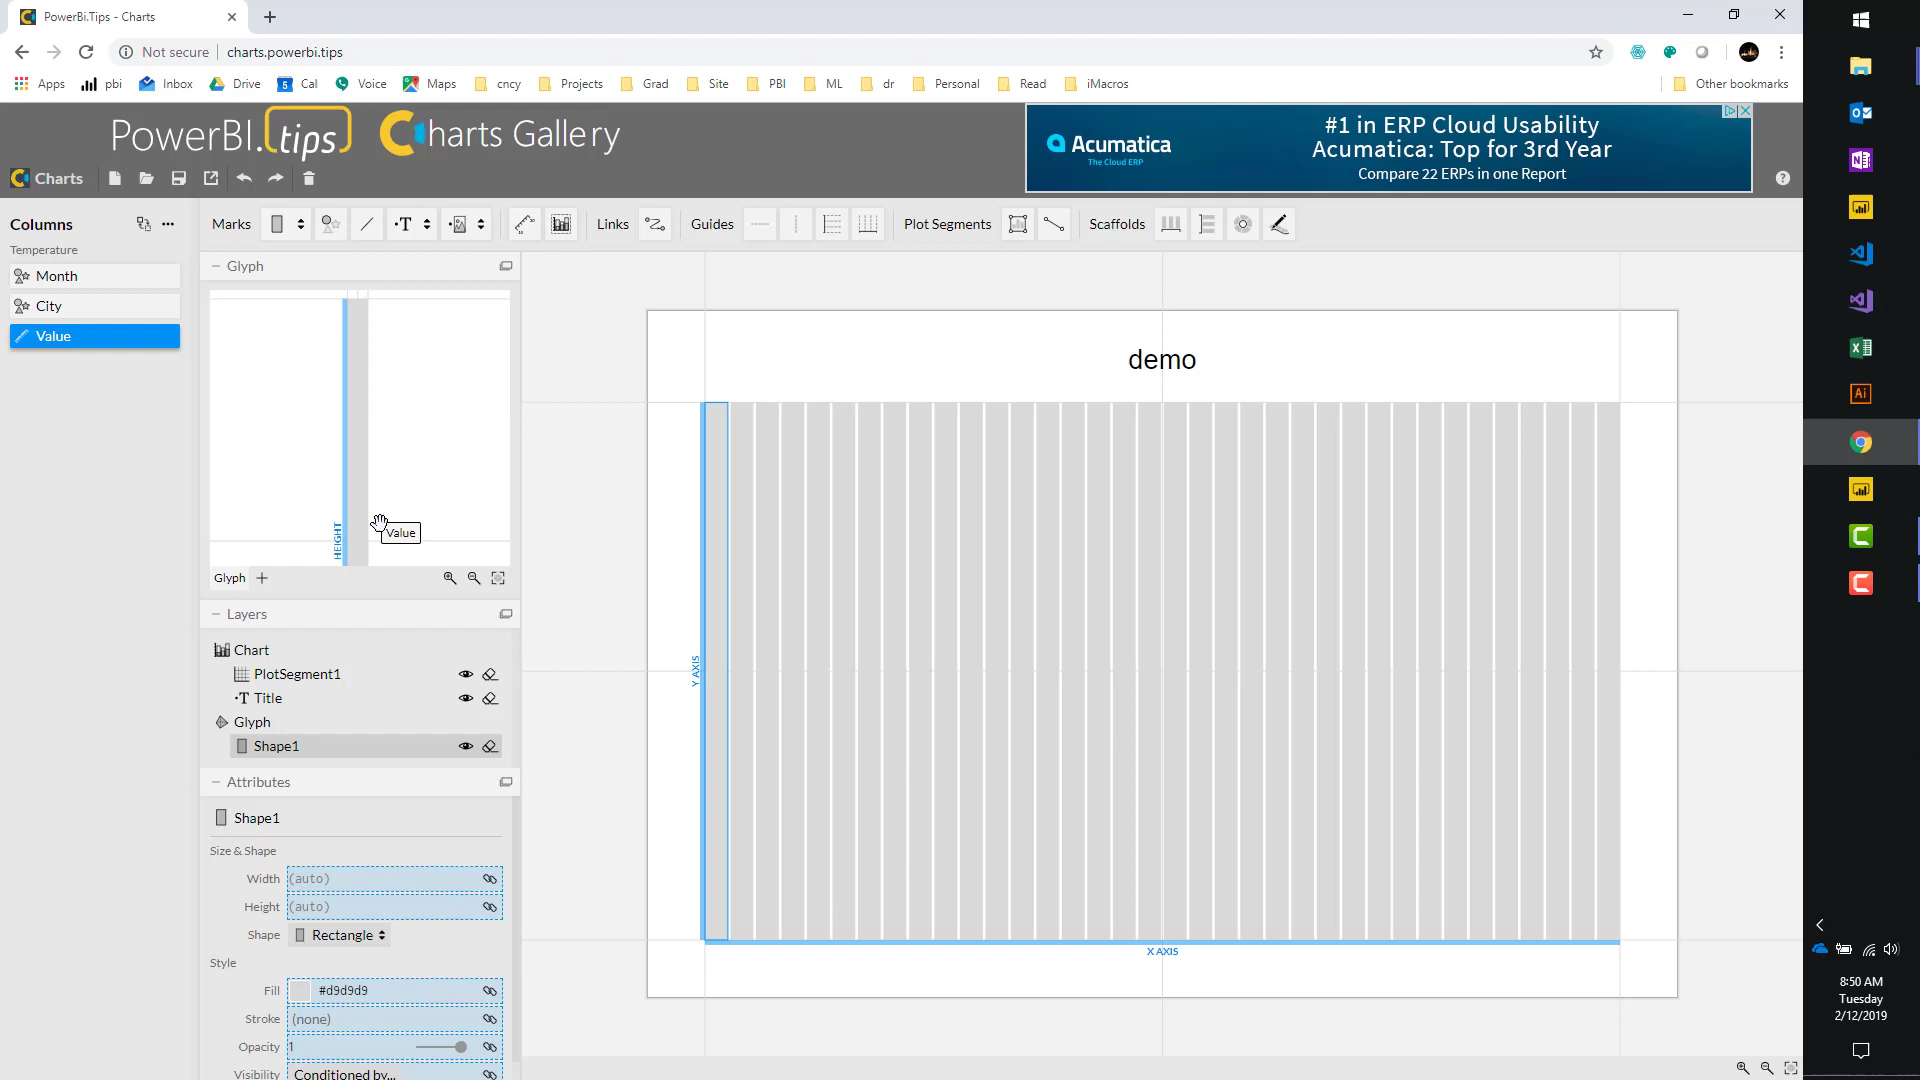 PowerBi.Tips - Charts
Not secure
charts.powerbi.tips
Apps
pbi
Inbox
Drive
5
Cal
Voice
Maps
cncy
Projects
Grad
Site
PBI
ML
dr
Personal
Read
iMacros
Other bookmarks
PowerBI.tips
Charts Gallery
Acumatica
The Cloud ERP
#1 in ERP Cloud Usability
Acumatica: Top for 3rd Year
Compare 22 ERPs in one Report
Charts
?
Columns
Marks
T
Links
Guides
Plot Segments
Scaffolds
Temperature
Month
City
Value
Glyph
HEIGHT
Value
Glyph
Layers
Chart
PlotSegment1
T Title
Glyph
Shape1
Attributes
Shape1
Size & Shape
Width (auto)
Height (auto)
Shape Rectangle
Style
Fill #d9d9d9
Stroke (none)
Opacity 1
Visibility Conditioned by...
demo
Y AXIS
X AXIS
Ai
8:50 AM
Tuesday
2/12/2019